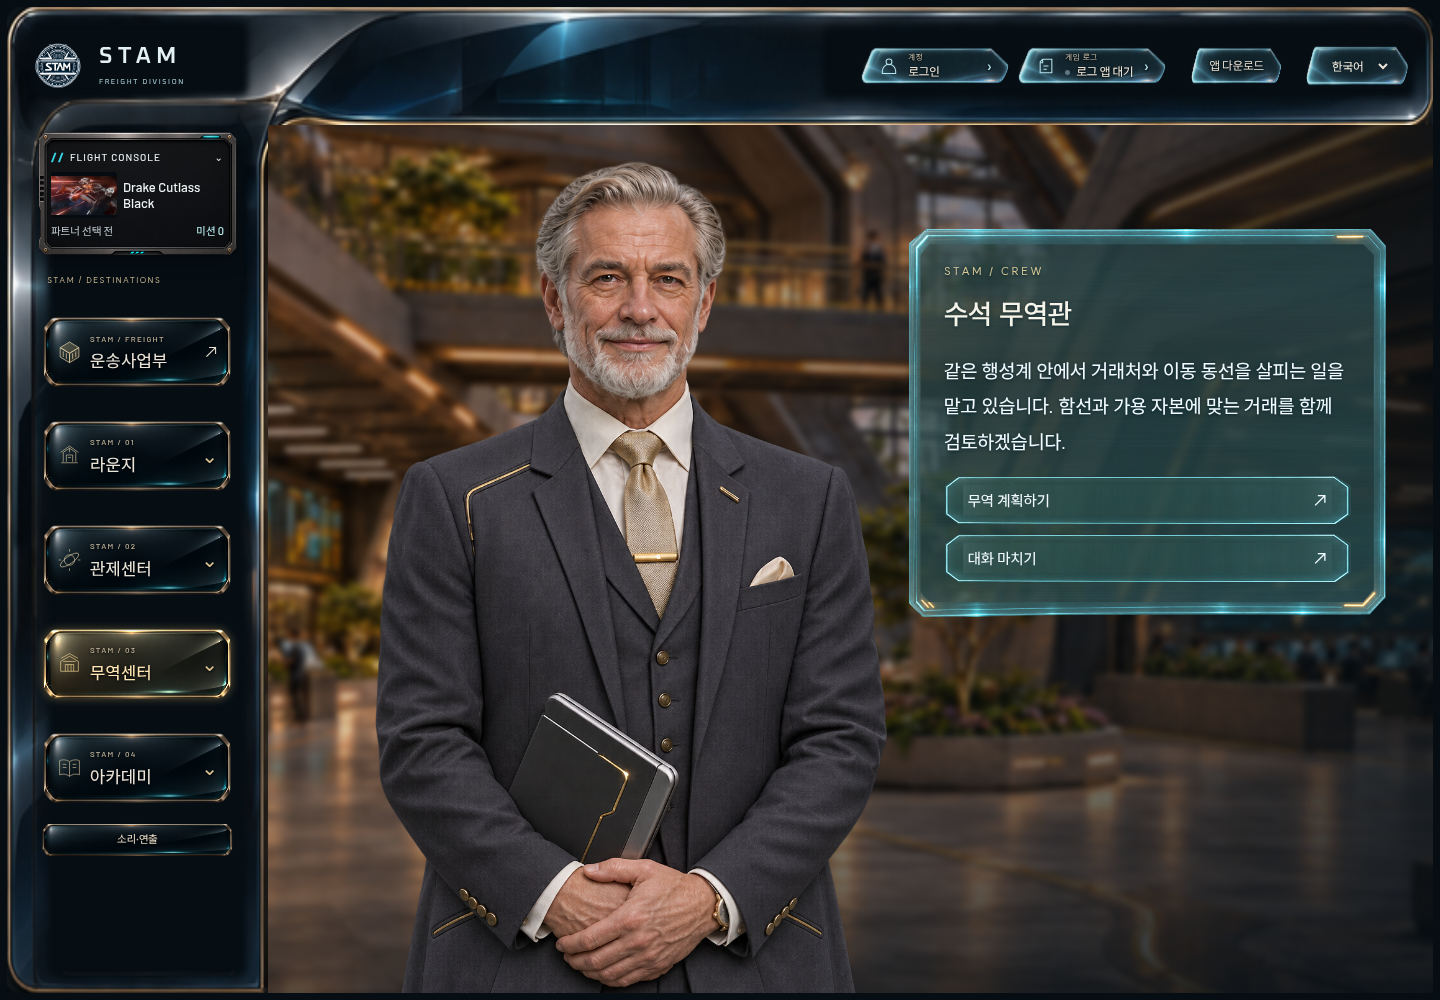 STAM
STAM
FREIGHT DIVISION
계정
로그인
게임 로그
로그 앱 대기
앱 다운로드
한국어
// FLIGHT CONSOLE
Drake Cutlass
Black
파트너 선택 전
미션 0
STAM / DESTINATIONS
STAM / FREIGHT
운송사업부
STAM / 01
라운지
STAM / 02
관제센터
STAM / 03
무역센터
STAM / 04
아카데미
소리·연출
STAM / CREW
수석 무역관
같은 행성계 안에서 거래처와 이동 동선을 살피는 일을
맡고 있습니다. 함선과 가용 자본에 맞는 거래를 함께
검토하겠습니다.
무역 계획하기
대화 마치기